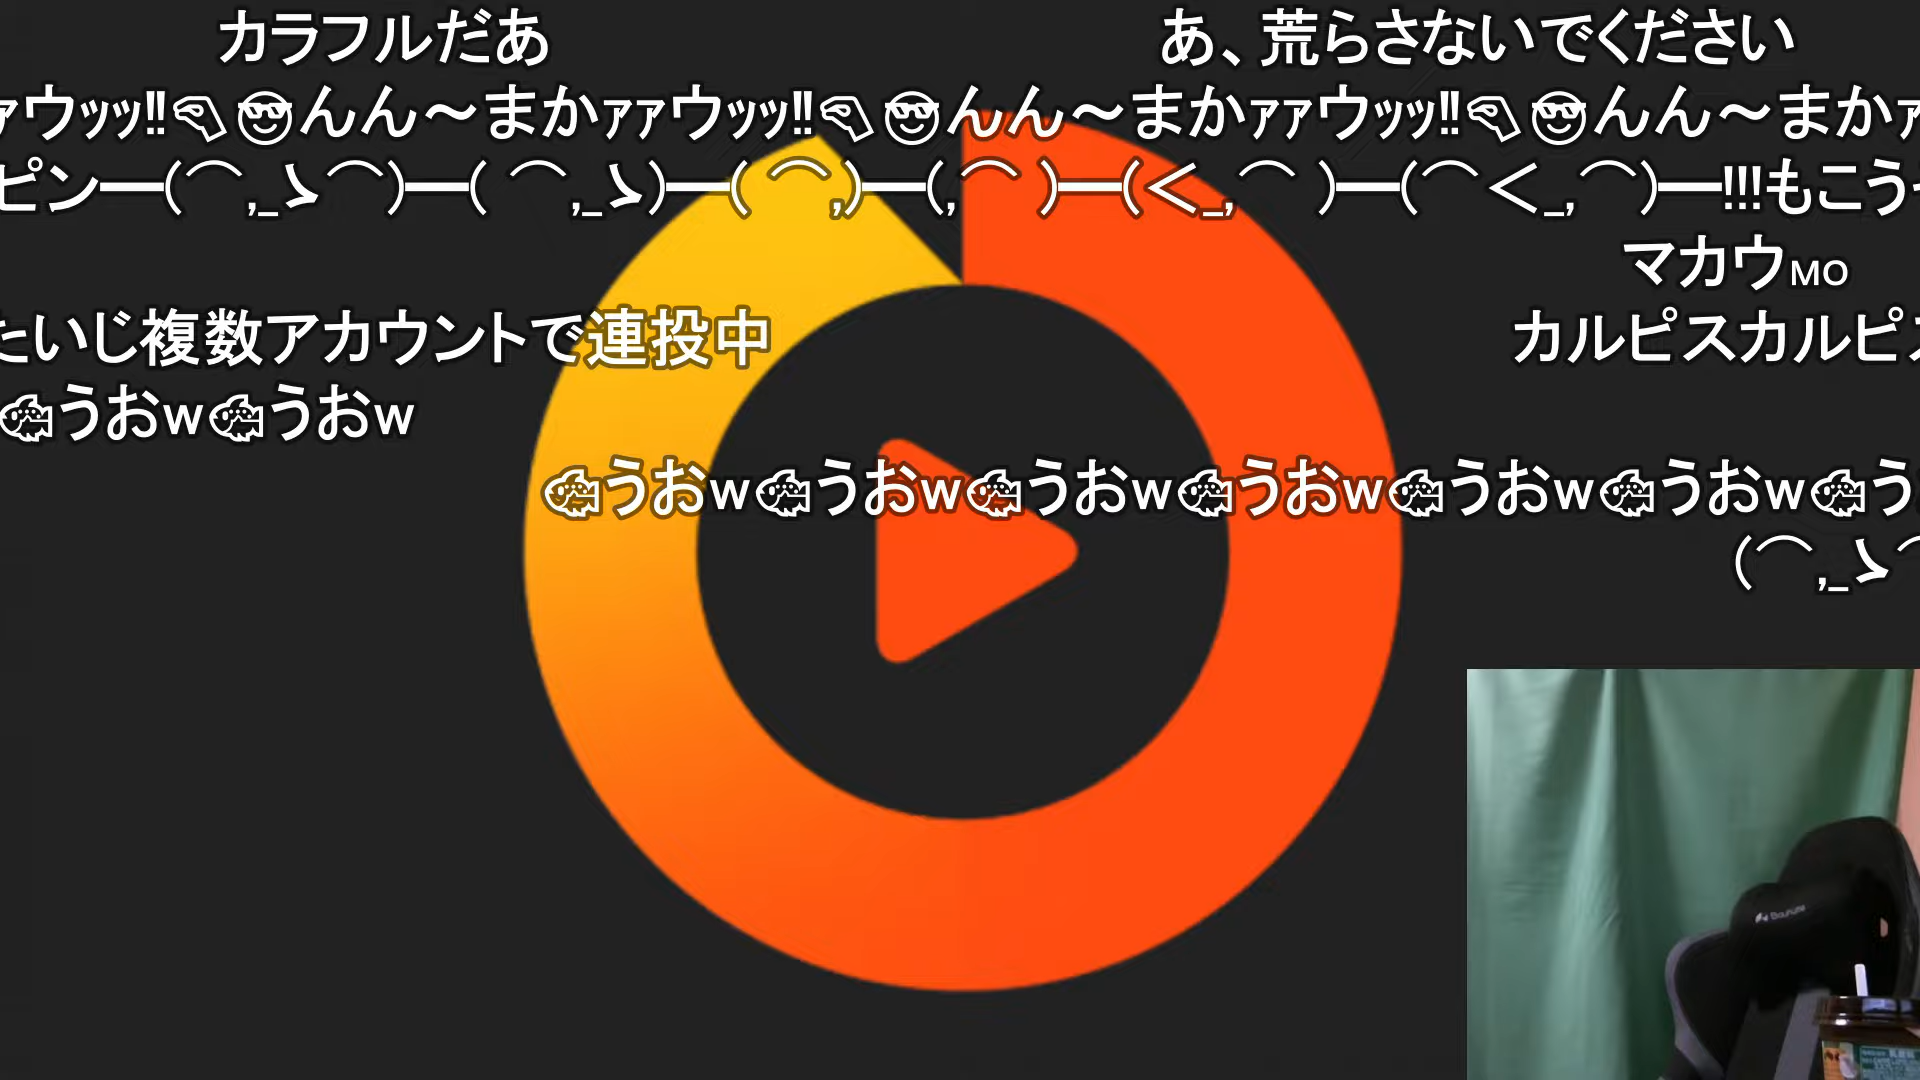 カラフルだあ
あ、荒らさないでください
ァウッッ‼👂😎んん〜まかァァウッッ‼👂😎んん〜まかァァウッッ‼👂😎んん〜まかァ
ピン━(⌒,_ゝ⌒)━( ⌒,_ゝ)━( ⌒,)━(,⌒ )━(＜_,⌒ )━(⌒＜_,⌒)━!!!もこう
マカウMO
たいじ複数アカウントで連投中
カルピスカルピス
🐟うおw🐟うおw
🐟うおw🐟うおw🐟うおw🐟うおw🐟うおw🐟うおw🐟う
(⌒,_ゝ⌒
Bauhutte